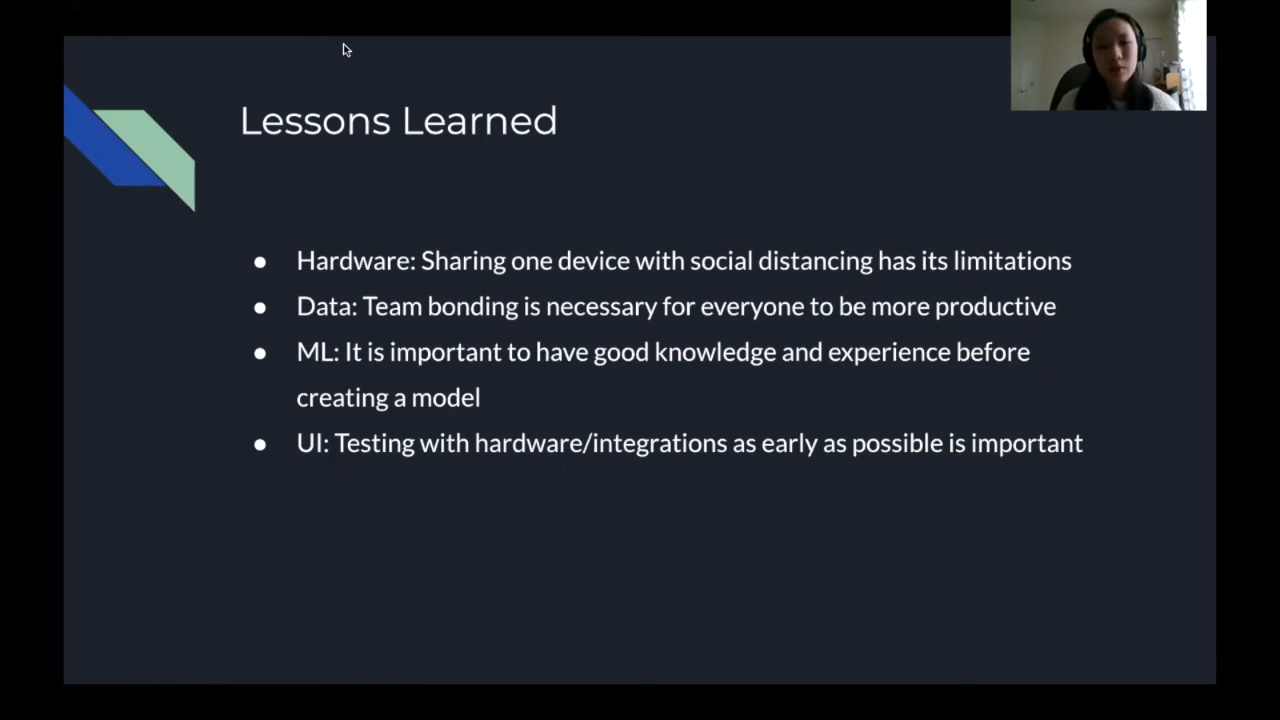 Lessons Learned
● Hardware: Sharing one device with social distancing has its limitations
● Data: Team bonding is necessary for everyone to be more productive
● ML: It is important to have good knowledge and experience before
creating a model
● UI: Testing with hardware/integrations as early as possible is important